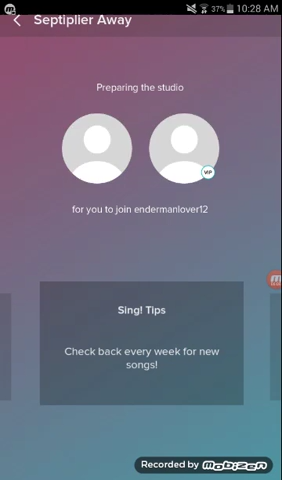 37% 10:28 AM
Septiplier Away
Preparing the studio
VIP
for you to join endermanlover12
Sing! Tips
Check back every week for new
songs!
Recorded by mobizen